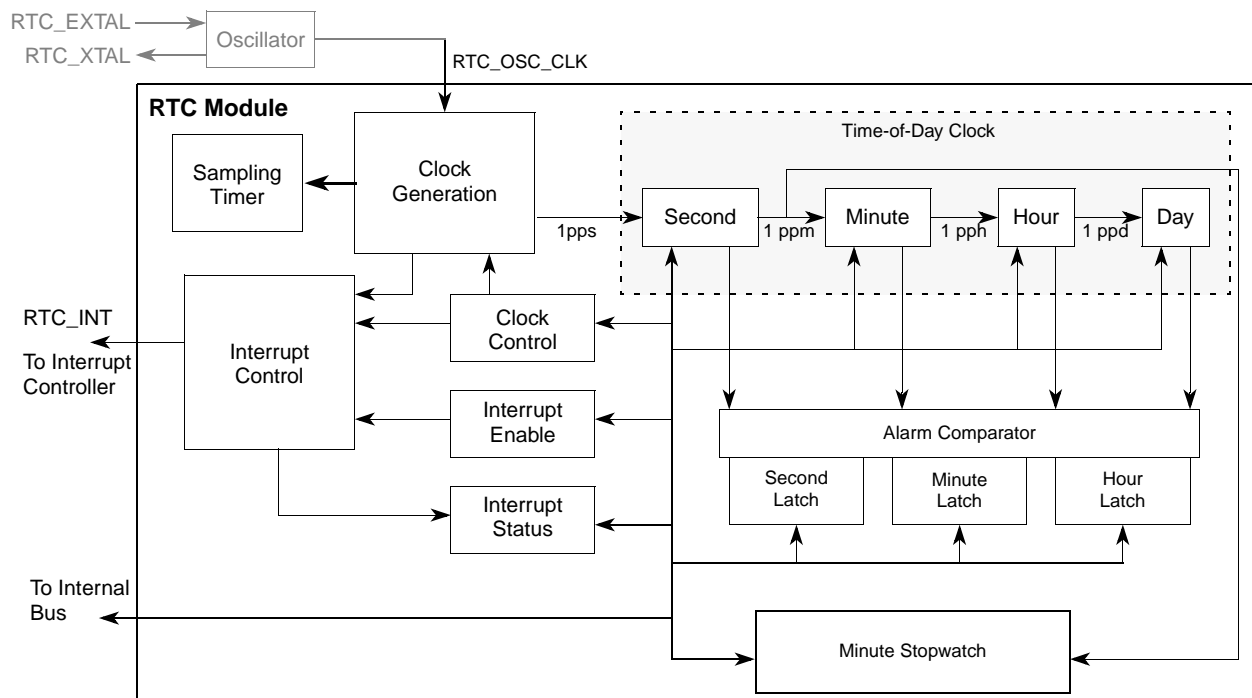 RTC_EXTAL
RTC_XTAL
Oscillator
RTC_OSC_CLK
RTC Module
Time-of-Day Clock
Sampling
Timer
Clock
Generation
1pps
Second
1 ppm
Minute
1 pph
Hour
1 ppd
Day
RTC_INT
To Interrupt
Controller
Interrupt
Control
Clock
Control
Interrupt
Enable
Interrupt
Status
Alarm Comparator
Second
Latch
Minute
Latch
Hour
Latch
To Internal
Bus
Minute Stopwatch